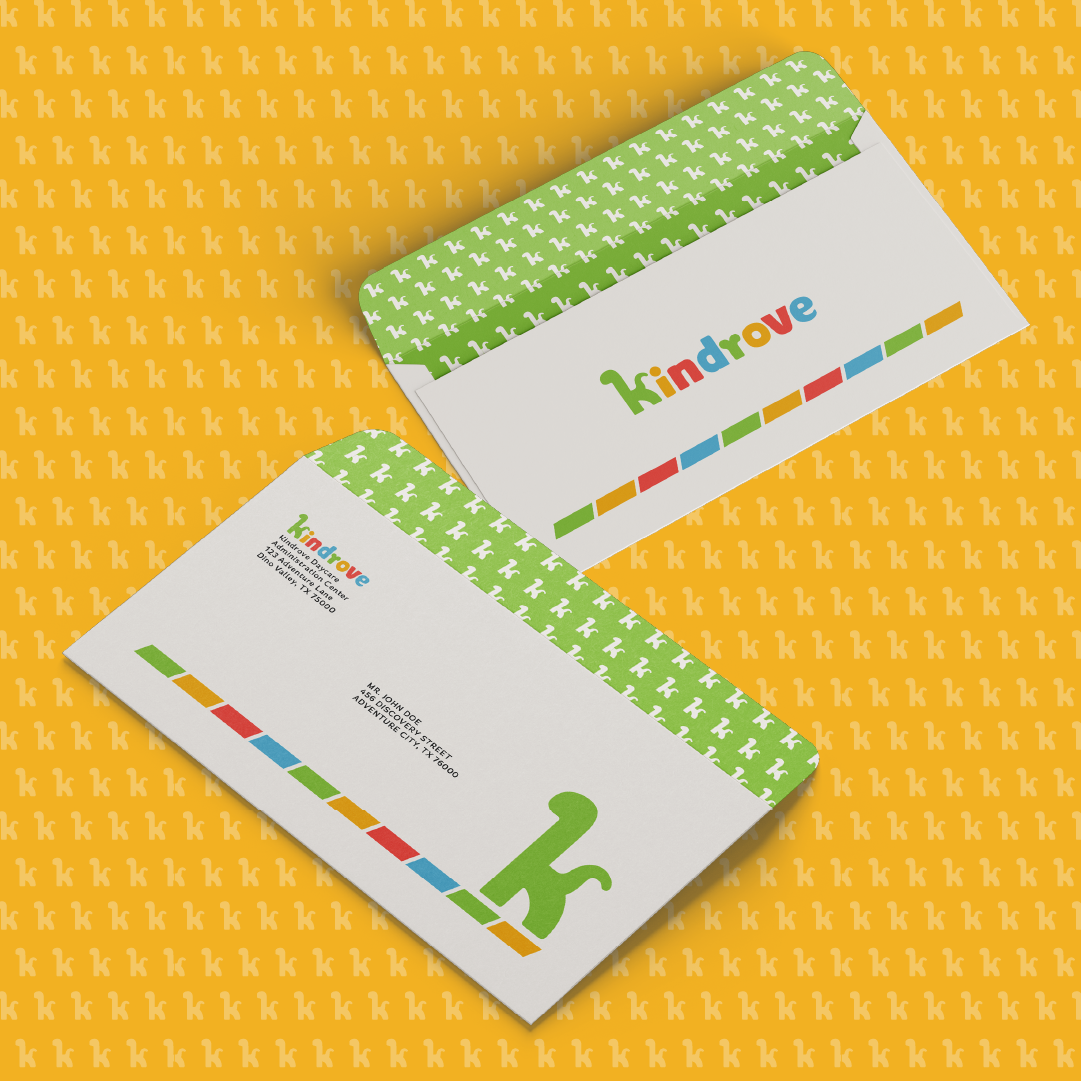 kindrove
kindrove
Kindrove Daycare
Administration Center
123 Adventure Lane
Dino Valley, TX 75000
MR. JOHN DOE
456 DISCOVERY STREET
ADVENTURE CITY, TX 76000
k